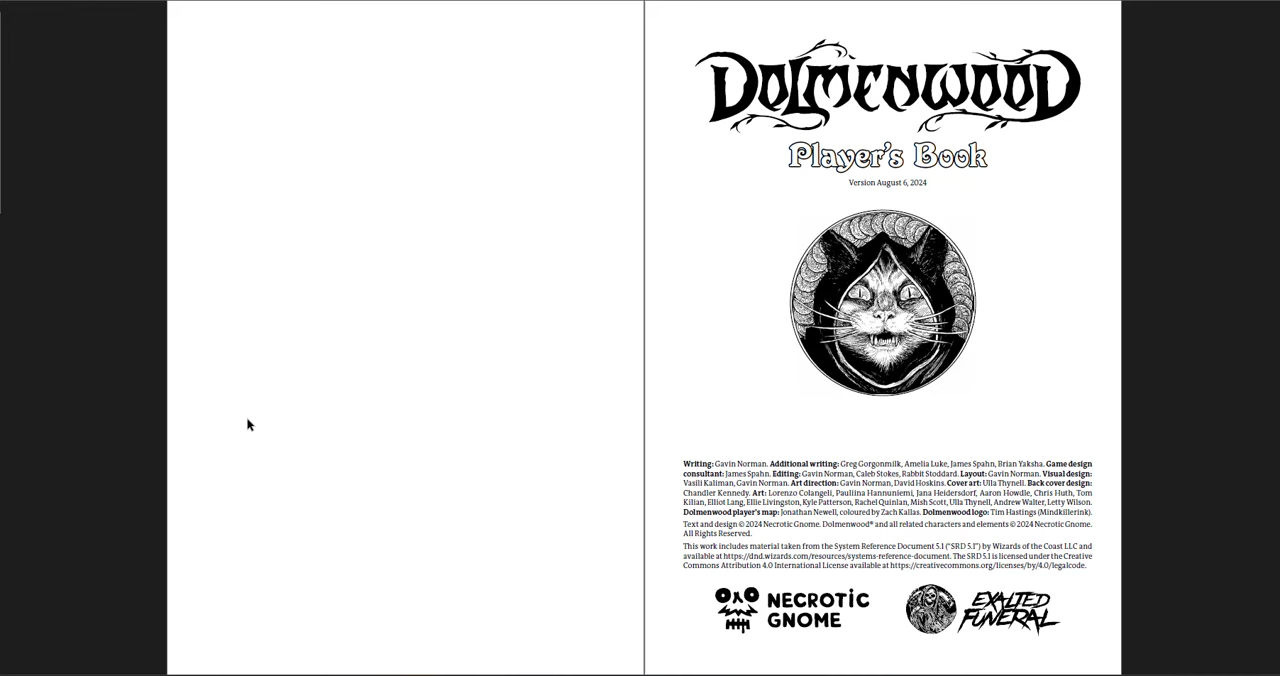 DOLMENWOOD
Player's Book
Version August 6, 2024
Writing: Gavin Norman. Additional writing: Greg Gorgonmilk, Amelia Luke, James Spahn, Brian Yaksha. Game design
consultant: James Spahn. Editing: Gavin Norman, Caleb Stokes, Rabbit Stoddard. Layout: Gavin Norman. Visual design:
Vasili Kaliman, Gavin Norman. Art direction: Gavin Norman, David Hoskins. Cover art: Ulla Thynell. Back cover design:
Chandler Kennedy. Art: Lorenzo Colangeli, Pauliina Hannuniemi, Jana Heidersdorf, Aaron Howdle, Chris Huth, Tom
Kilian, Elliot Lang, Ellie Livingston, Kyle Patterson, Rachel Quinlan, Mish Scott, Ulla Thynell, Andrew Walter, Letty Wilson.
Dolmenwood player's map: Jonathan Newell, coloured by Zach Kallas. Dolmenwood logo: Tim Hastings (Mindkillerink).
Text and design © 2024 Necrotic Gnome. Dolmenwood® and all related characters and elements © 2024 Necrotic Gnome.
All Rights Reserved.
This work includes material taken from the System Reference Document 5.1 ("SRD 5.1") by Wizards of the Coast LLC and
available at https://dnd.wizards.com/resources/systems-reference-document. The SRD 5.1 is licensed under the Creative
Commons Attribution 4.0 International License available at https://creativecommons.org/licenses/by/4.0/legalcode.
NECROTIC
GNOME
EXALTED
FUNERAL